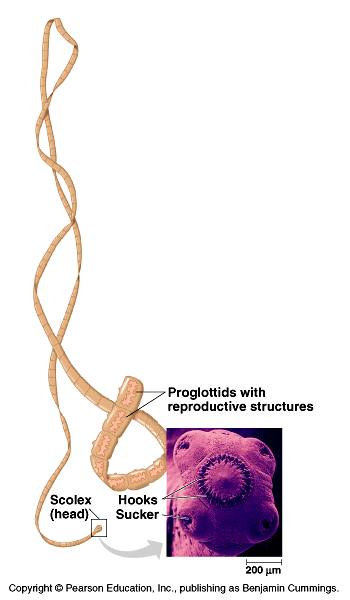 Proglottids with
reproductive structures
Scolex
(head)
Hooks
Sucker
200 µm
Copyright © Pearson Education, Inc., publishing as Benjamin Cummings.